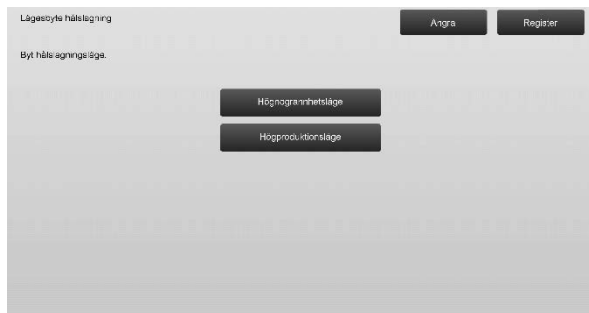 Lägesbyte hålslagning
Ångra
Register
Byt hålslagningsläge.
Högnogrannhetsläge
Högproduktionsläge